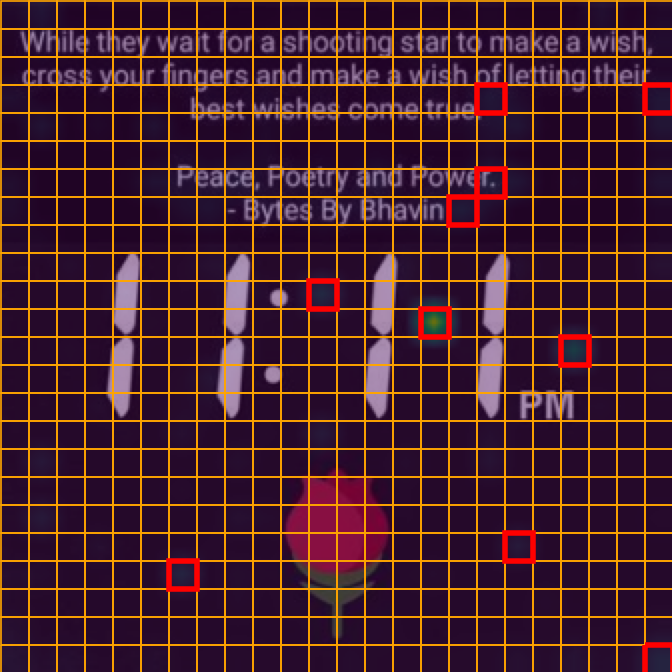 While they wait for a shooting star to make a wish,
cross your fingers and make a wish of letting their
best wishes come true.
Peace, Poetry and Power.
- Bytes By Bhavin
11:11 PM